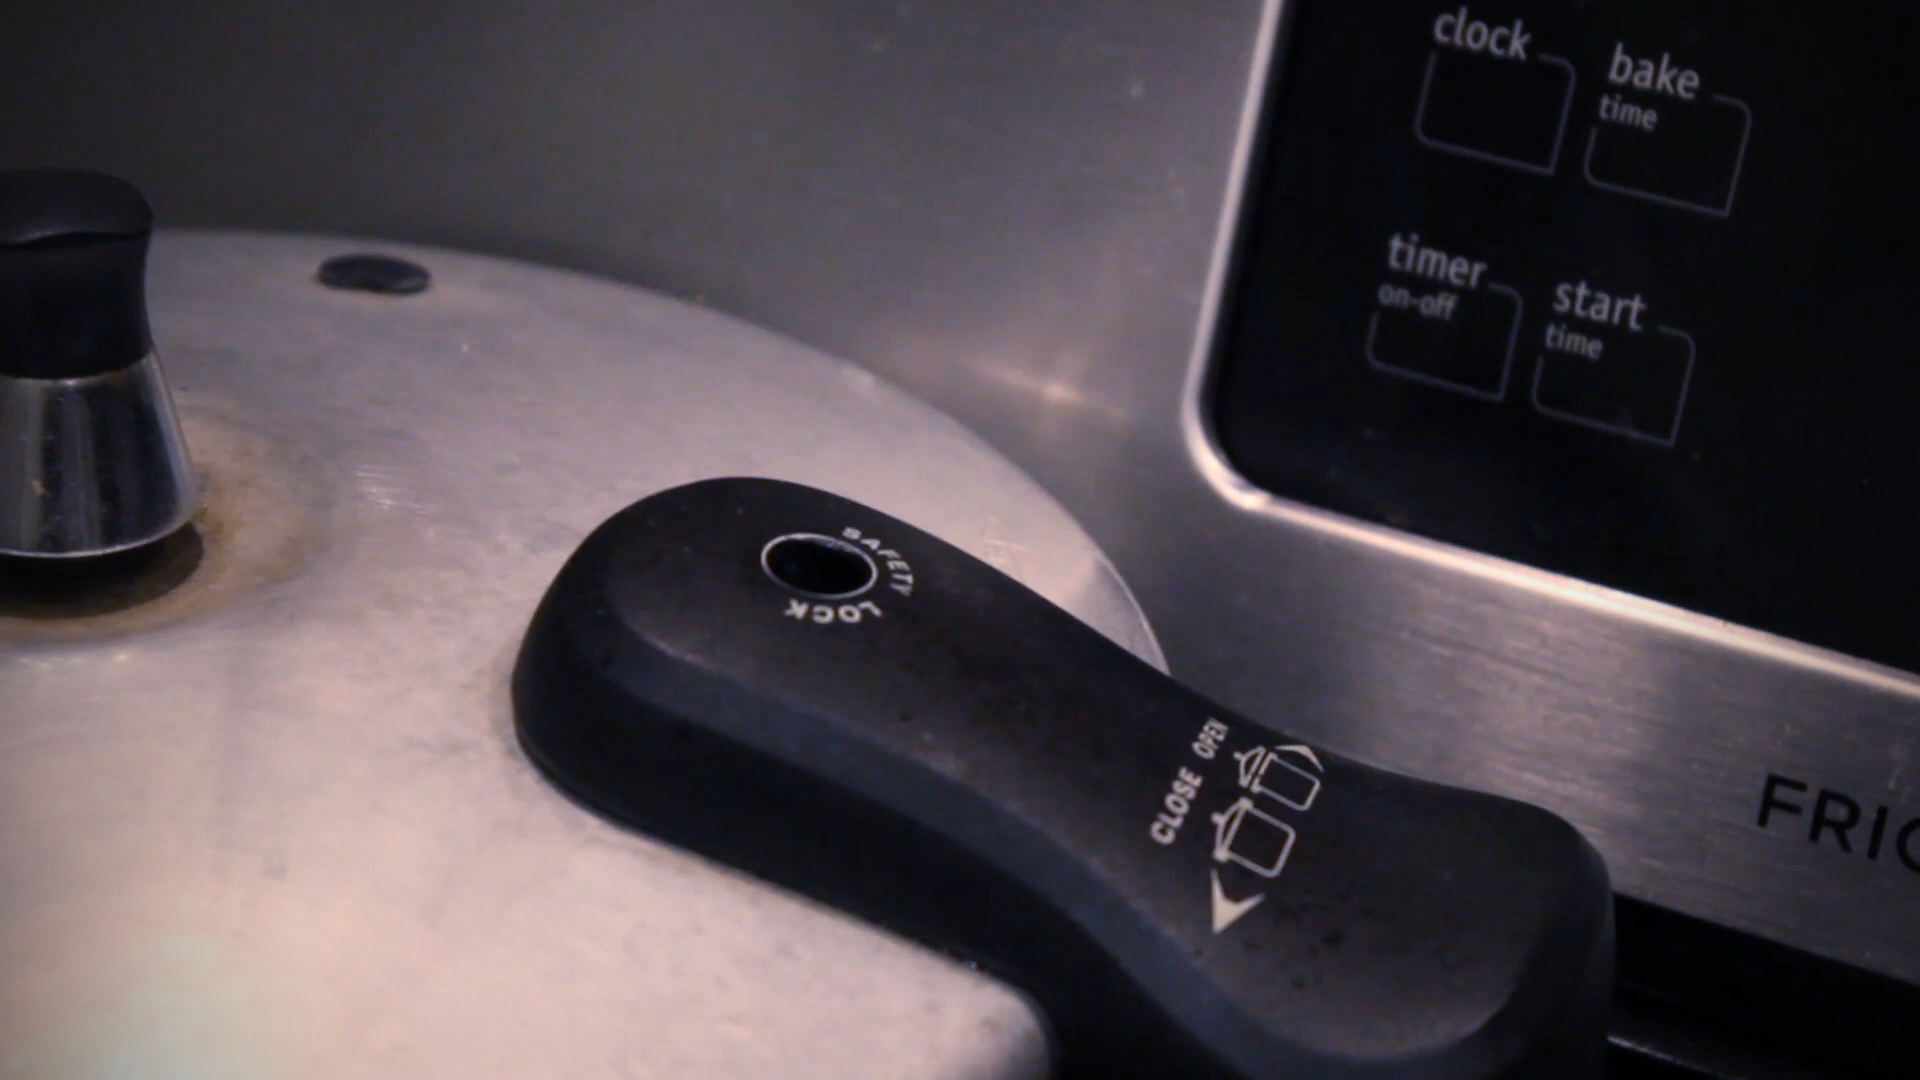 clock
bake
time
timer
on-off
start
time
SAFETY LOCK
CLOSE OPEN
FRIG